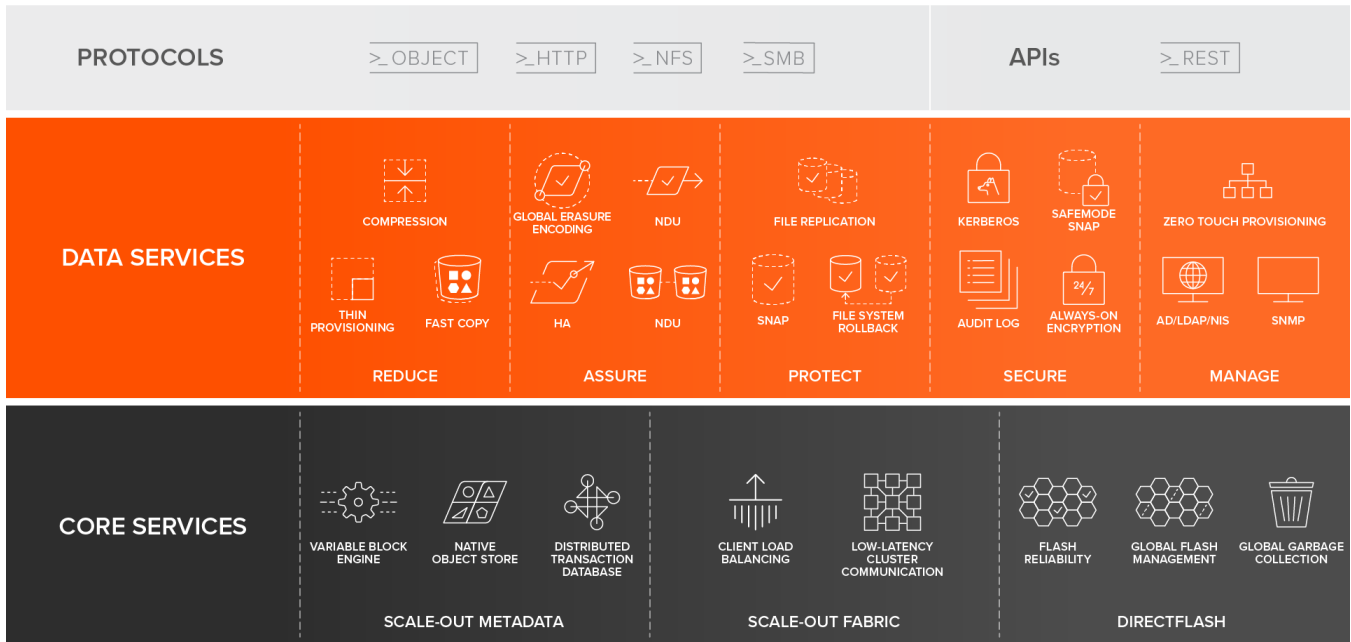 PROTOCOLS
>_OBJECT
>_HTTP
>_NFS
>_SMB
APIs
>_REST
DATA SERVICES
COMPRESSION
THIN
PROVISIONING
FAST COPY
REDUCE
GLOBAL ERASURE
ENCODING
NDU
HA
NDU
ASSURE
FILE REPLICATION
SNAP
FILE SYSTEM
ROLLBACK
PROTECT
KERBEROS
SAFEMODE
SNAP
AUDIT LOG
24/7
ALWAYS-ON
ENCRYPTION
SECURE
ZERO TOUCH PROVISIONING
AD/LDAP/NIS
SNMP
MANAGE
CORE SERVICES
VARIABLE BLOCK
ENGINE
NATIVE
OBJECT STORE
DISTRIBUTED
TRANSACTION
DATABASE
SCALE-OUT METADATA
CLIENT LOAD
BALANCING
LOW-LATENCY
CLUSTER
COMMUNICATION
SCALE-OUT FABRIC
FLASH
RELIABILITY
GLOBAL FLASH
MANAGEMENT
GLOBAL GARBAGE
COLLECTION
DIRECTFLASH